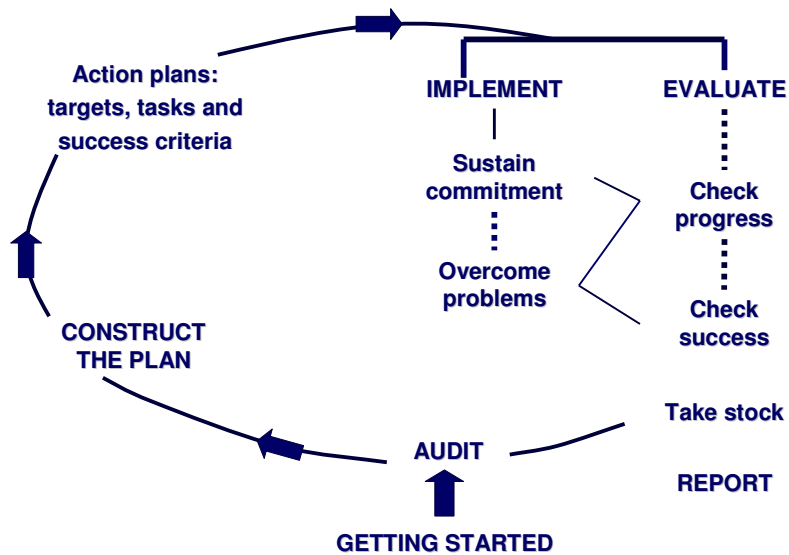 Action plans:
targets, tasks and
success criteria
IMPLEMENT
EVALUATE
Sustain
commitment
Check
progress
Overcome
problems
Check
success
CONSTRUCT
THE PLAN
Take stock
AUDIT
REPORT
GETTING STARTED